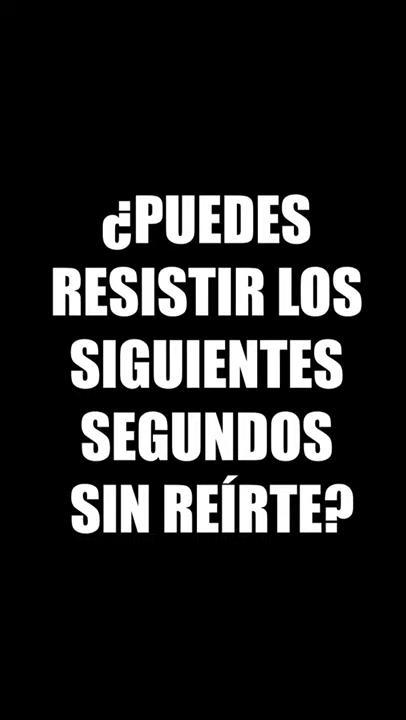 ¿PUEDES
RESISTIR LOS
SIGUIENTES
SEGUNDOS
SIN REÍRTE?